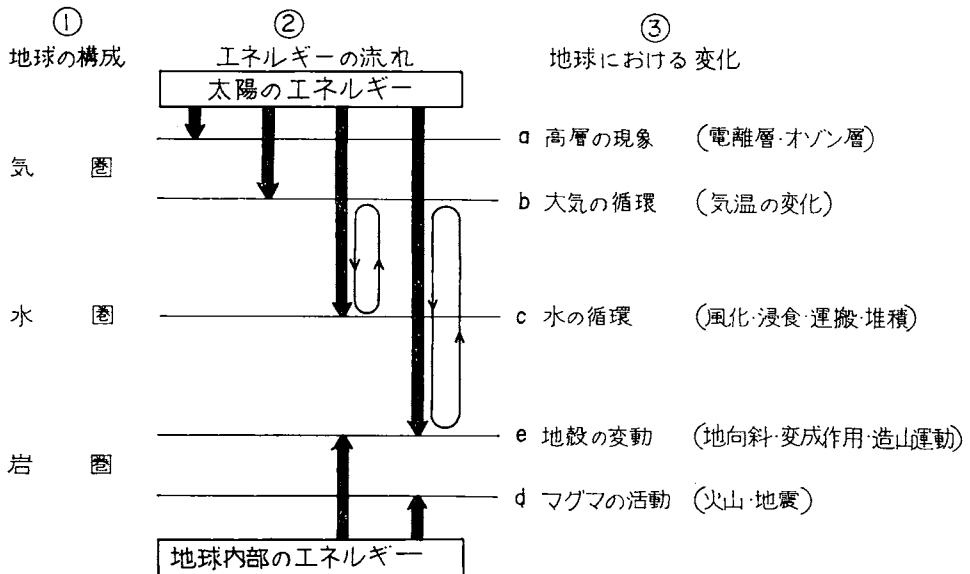 ① ② ③
地球の構成 エネルギーの流れ 地球における変化
太陽のエネルギー
a 高層の現象 (電離層・オゾン層)
気圏
b 大気の循環 (気温の変化)
水圏 c 水の循環 (風化・浸食・運搬・堆積)
e 地殻の変動 (地向斜・変成作用・造山運動)
岩圏
d マグマの活動 (火山・地震)
地球内部のエネルギー